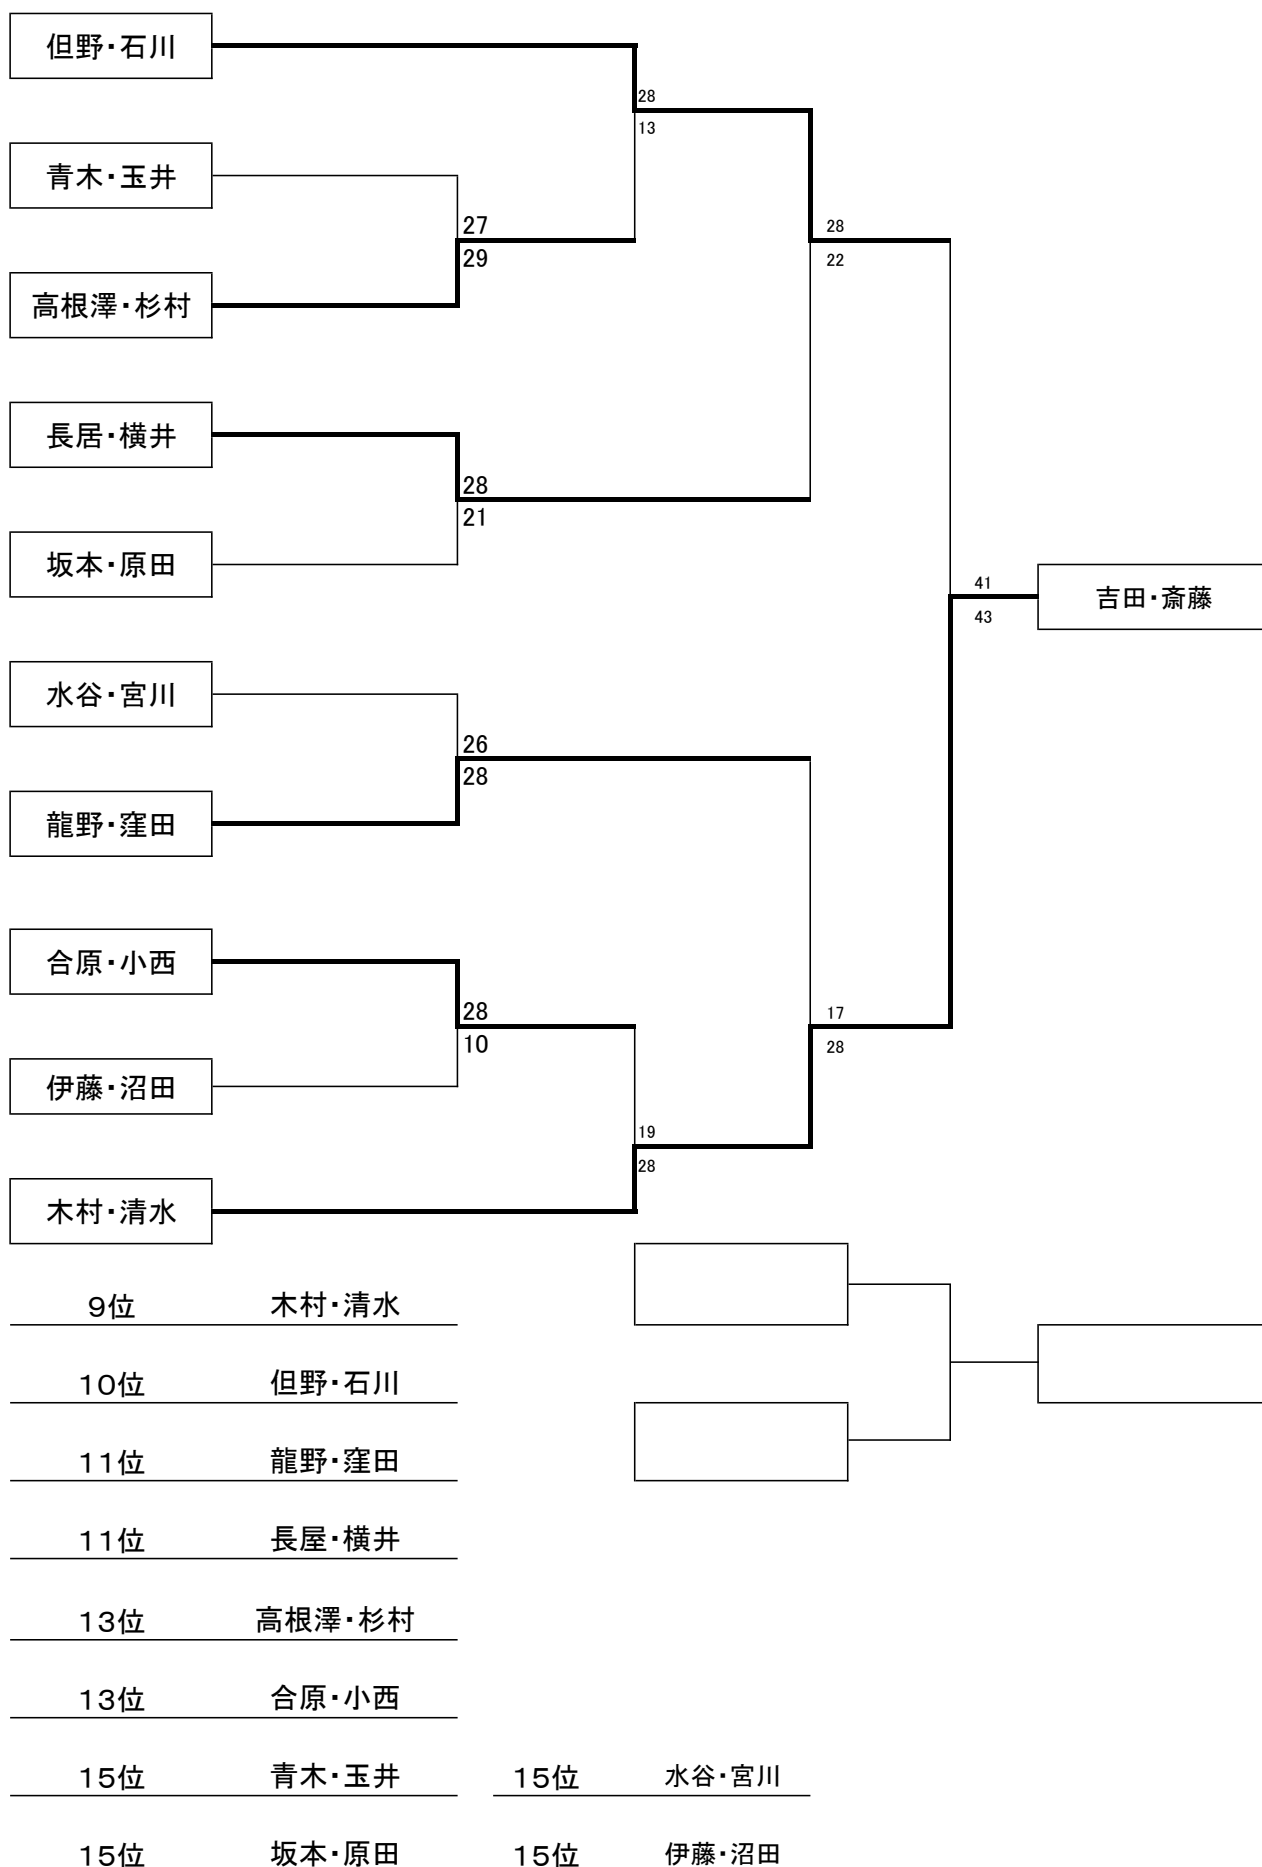 但野・石川
28
13
青木・玉井
27
28
22
29
高根澤・杉村
長居・横井
28
21
坂本・原田
41
吉田・斎藤
43
水谷・宮川
26
28
龍野・窪田
合原・小西
28
17
10
28
伊藤・沼田
19
28
木村・清水
9位 木村・清水
10位 但野・石川
11位 龍野・窪田
11位 長屋・横井
13位 高根澤・杉村
13位 合原・小西
15位 青木・玉井 15位 水谷・宮川
15位 坂本・原田 15位 伊藤・沼田